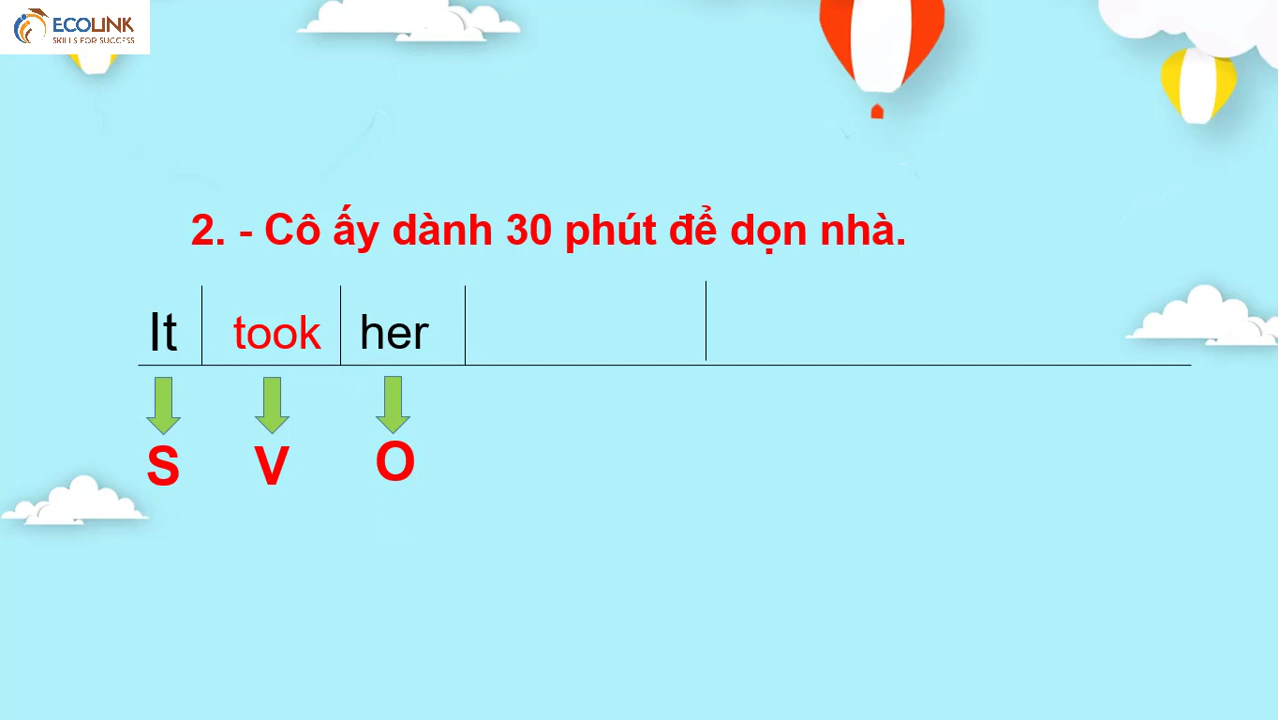 ECOLINK
SKILLS FOR SUCCESS
2. - Cô ấy dành 30 phút để dọn nhà.
It took her
S V O